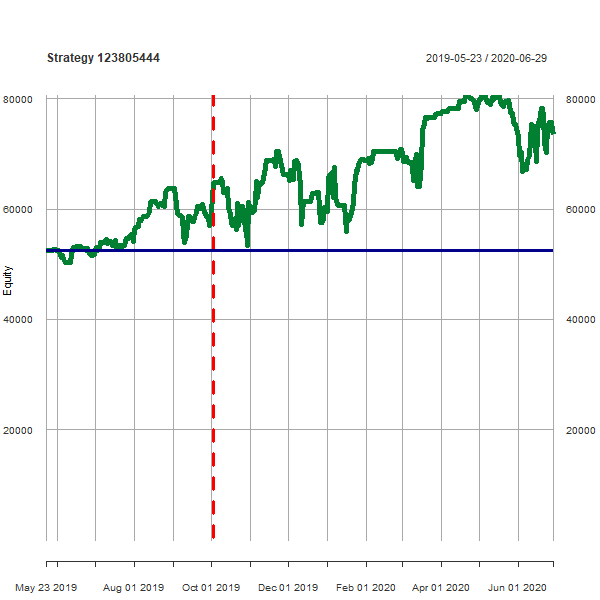 Strategy 123805444
2019-05-23 / 2020-06-29
80000
80000
60000
60000
Equity
40000
40000
20000
20000
May 23 2019
Aug 01 2019
Oct 01 2019
Dec 01 2019
Feb 01 2020
Apr 01 2020
Jun 01 2020